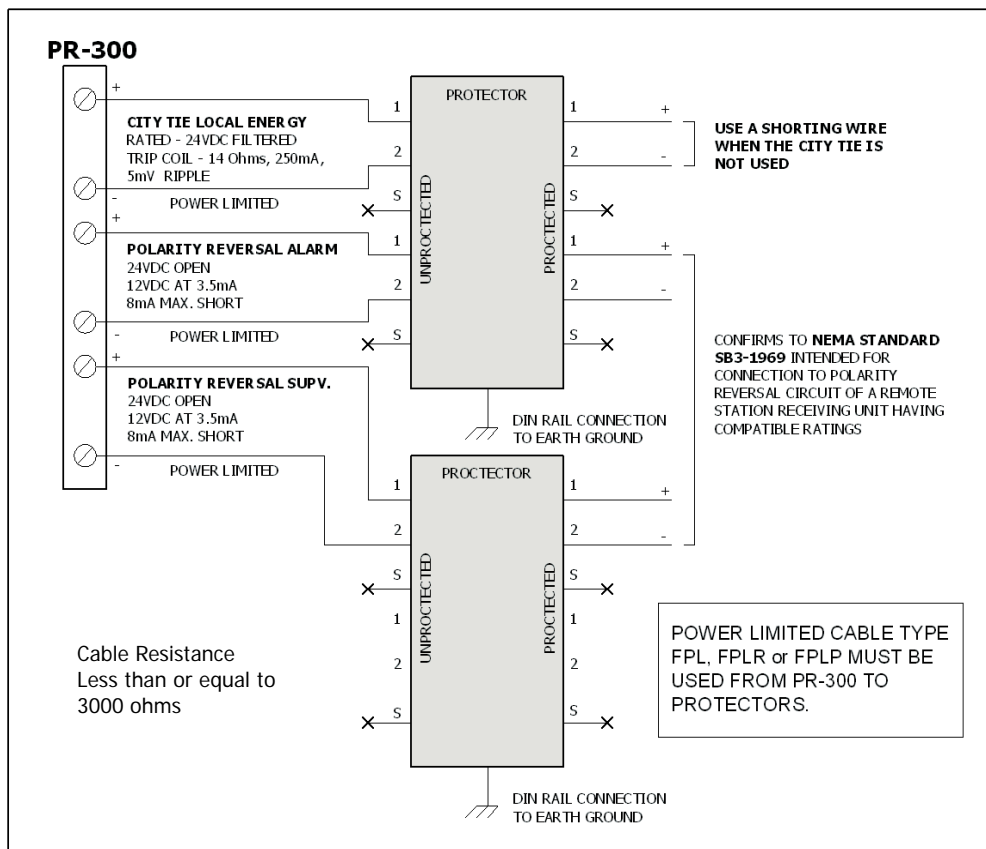 PR-300
+
CITY TIE LOCAL ENERGY
RATED - 24VDC FILTERED
TRIP COIL - 14 Ohms, 250mA,
5mV RIPPLE
-
POWER LIMITED
+
POLARITY REVERSAL ALARM
24VDC OPEN
12VDC AT 3.5mA
8mA MAX. SHORT
-
POWER LIMITED
+
POLARITY REVERSAL SUPV.
24VDC OPEN
12VDC AT 3.5mA
8mA MAX. SHORT
-
POWER LIMITED
PROTECTOR
1
2
S
1
2
S
UNPROCTECTED
PROCTECTED
1
2
S
1
2
S
+
-
+
-
USE A SHORTING WIRE
WHEN THE CITY TIE IS
NOT USED
DIN RAIL CONNECTION
TO EARTH GROUND
CONFIRMS TO NEMA STANDARD
SB3-1969 INTENDED FOR
CONNECTION TO POLARITY
REVERSAL CIRCUIT OF A REMOTE
STATION RECEIVING UNIT HAVING
COMPATIBLE RATINGS
PROCTECTOR
1
2
S
1
2
S
UNPROCTECTED
PROCTECTED
1
2
S
1
2
S
+
-
DIN RAIL CONNECTION
TO EARTH GROUND
Cable Resistance
Less than or equal to
3000 ohms
POWER LIMITED CABLE TYPE
FPL, FPLR or FPLP MUST BE
USED FROM PR-300 TO
PROTECTORS.